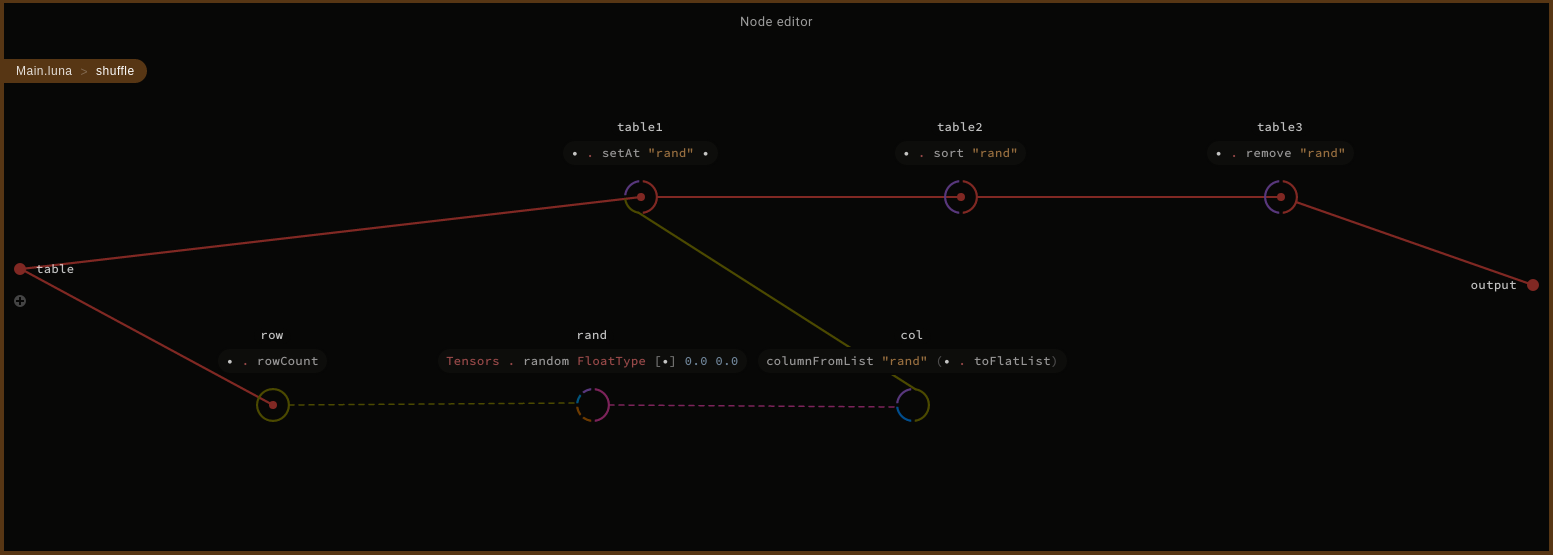 Node editor
Main.luna > shuffle
table1
• . setAt "rand" •
table2
• . sort "rand"
table3
• . remove "rand"
table
output
row
• . rowCount
rand
Tensors . random FloatType [•] 0.0 0.0
col
columnFromList "rand" (• . toFlatList)